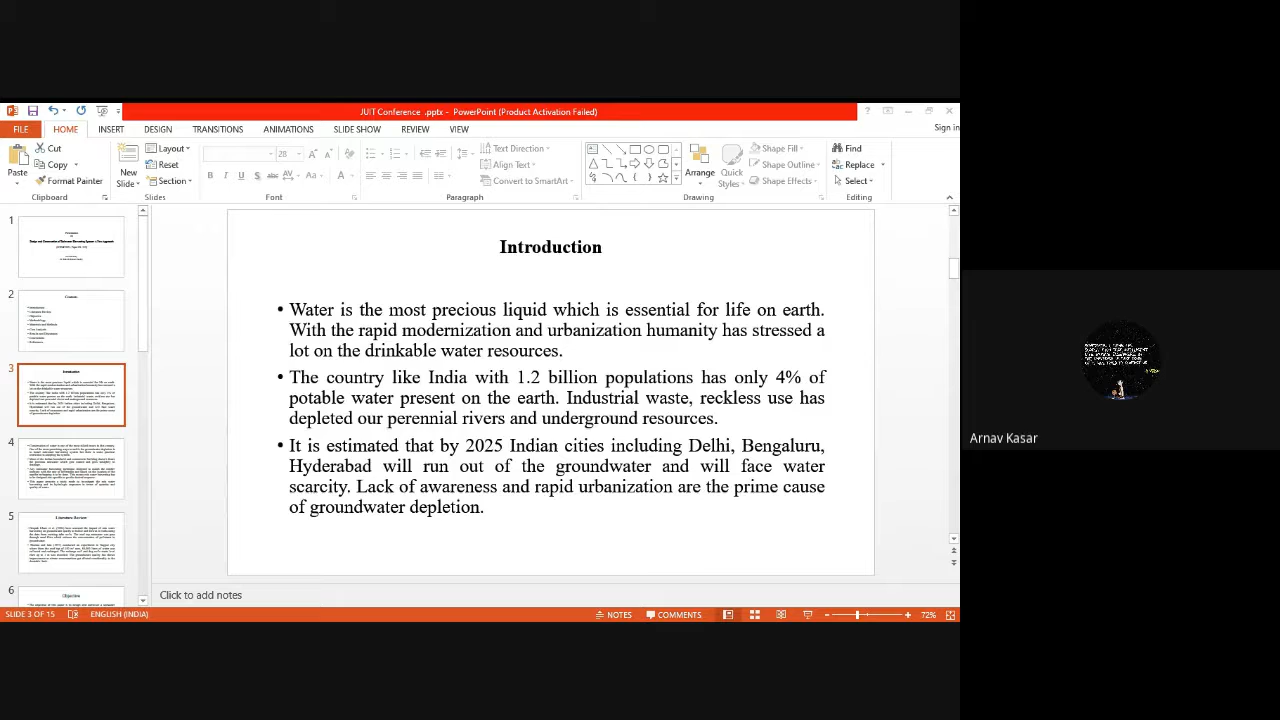 JUIT Conference .pptx - PowerPoint (Product Activation Failed)
FILE HOME INSERT DESIGN TRANSITIONS ANIMATIONS SLIDE SHOW REVIEW VIEW Sign in
Paste
Cut
Copy
Format Painter
Clipboard
New
Slide
Layout
Reset
Section
Slides
28
Font
Text Direction
Align Text
Convert to SmartArt
Paragraph
Arrange
Quick
Styles
Shape Fill
Shape Outline
Shape Effects
Drawing
Find
Replace
Select
Editing
1
2
3
4
5
6
Introduction
• Water is the most precious liquid which is essential for life on earth.
With the rapid modernization and urbanization humanity has stressed a
lot on the drinkable water resources.
• The country like India with 1.2 billion populations has only 4% of
potable water present on the earth. Industrial waste, reckless use has
depleted our perennial rivers and underground resources.
• It is estimated that by 2025 Indian cities including Delhi, Bengaluru,
Hyderabad will run out of the groundwater and will face water
scarcity. Lack of awareness and rapid urbanization are the prime cause
of groundwater depletion.
Click to add notes
SLIDE 3 OF 15 ENGLISH (INDIA) NOTES COMMENTS 72%
Arnav Kasar